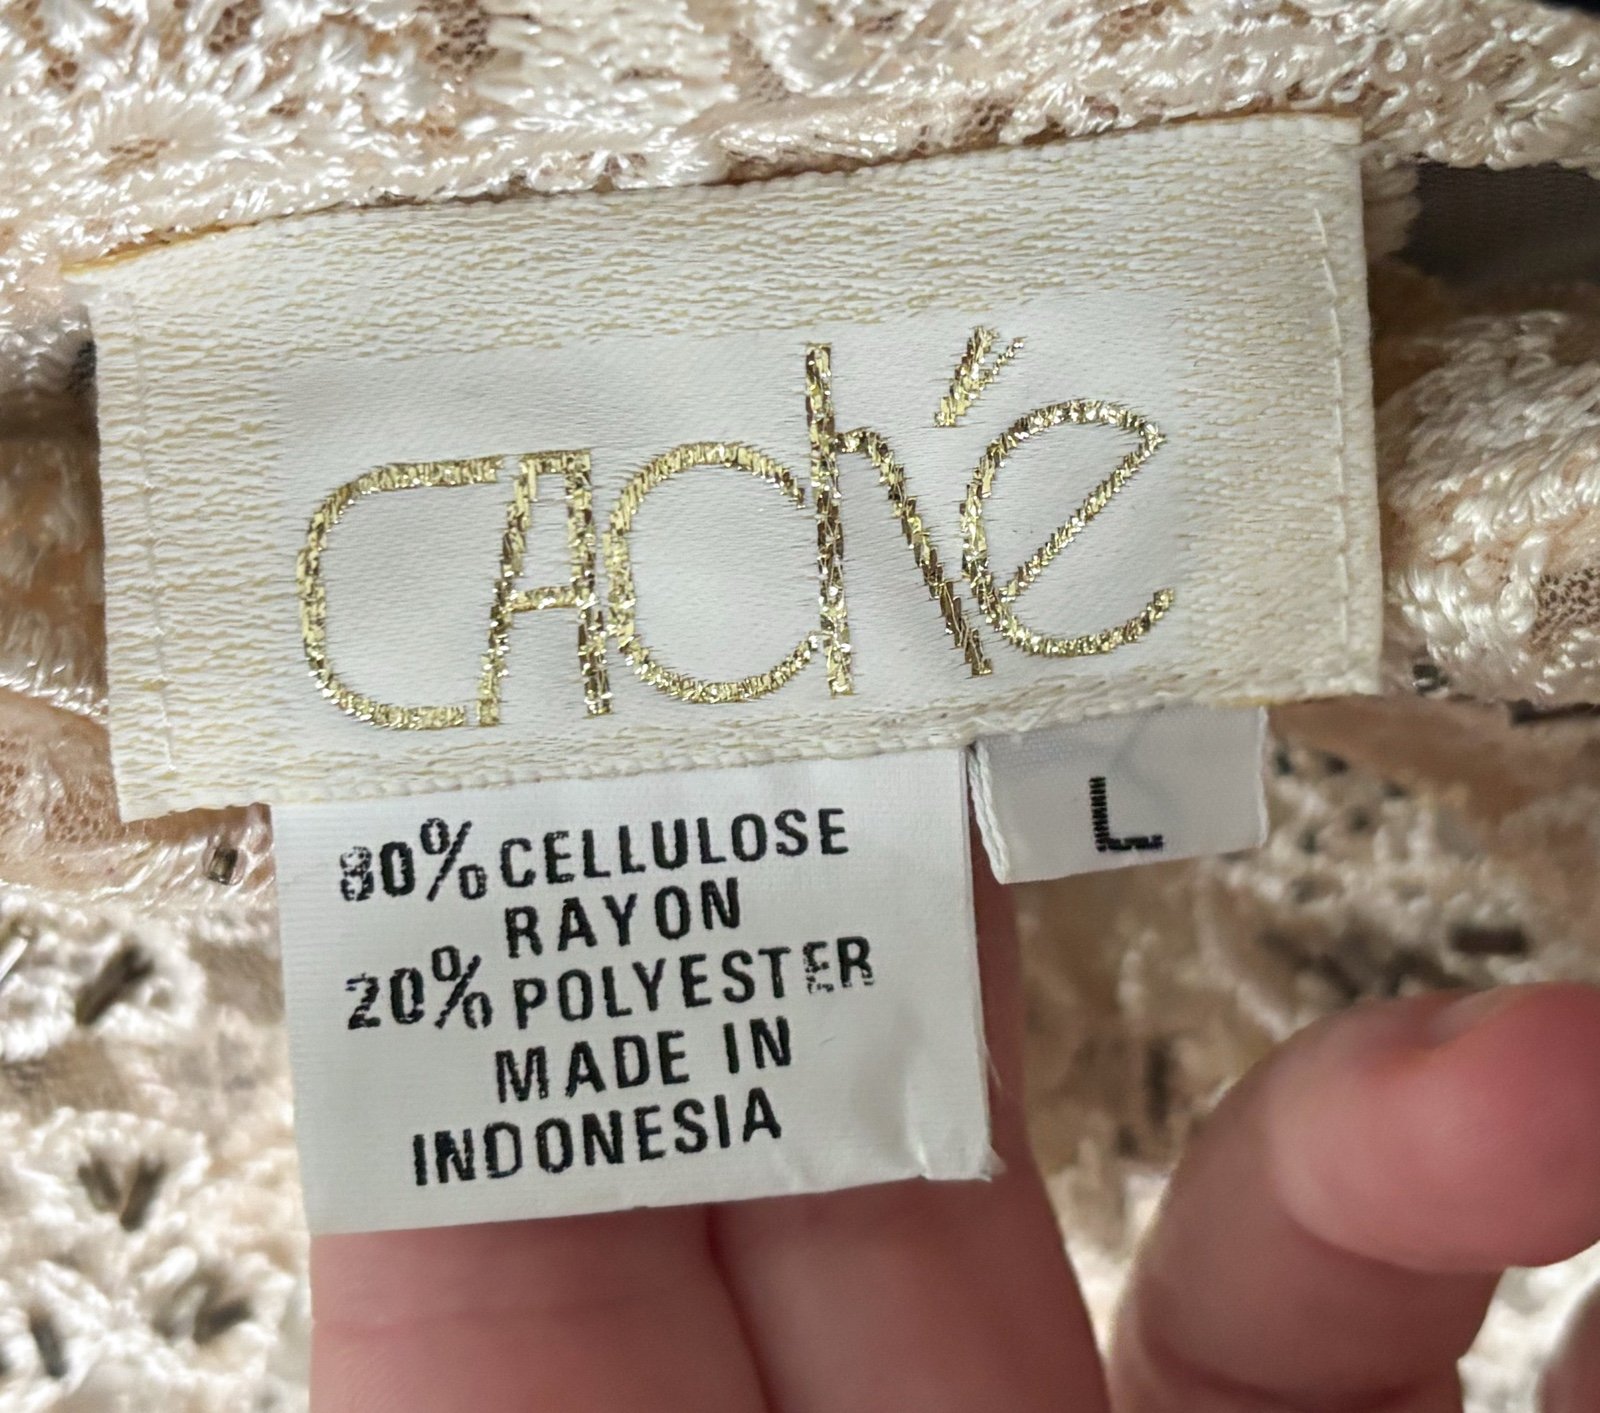 CAché
L
80% CELLULOSE
RAYON
20% POLYESTER
MADE IN
INDONESIA